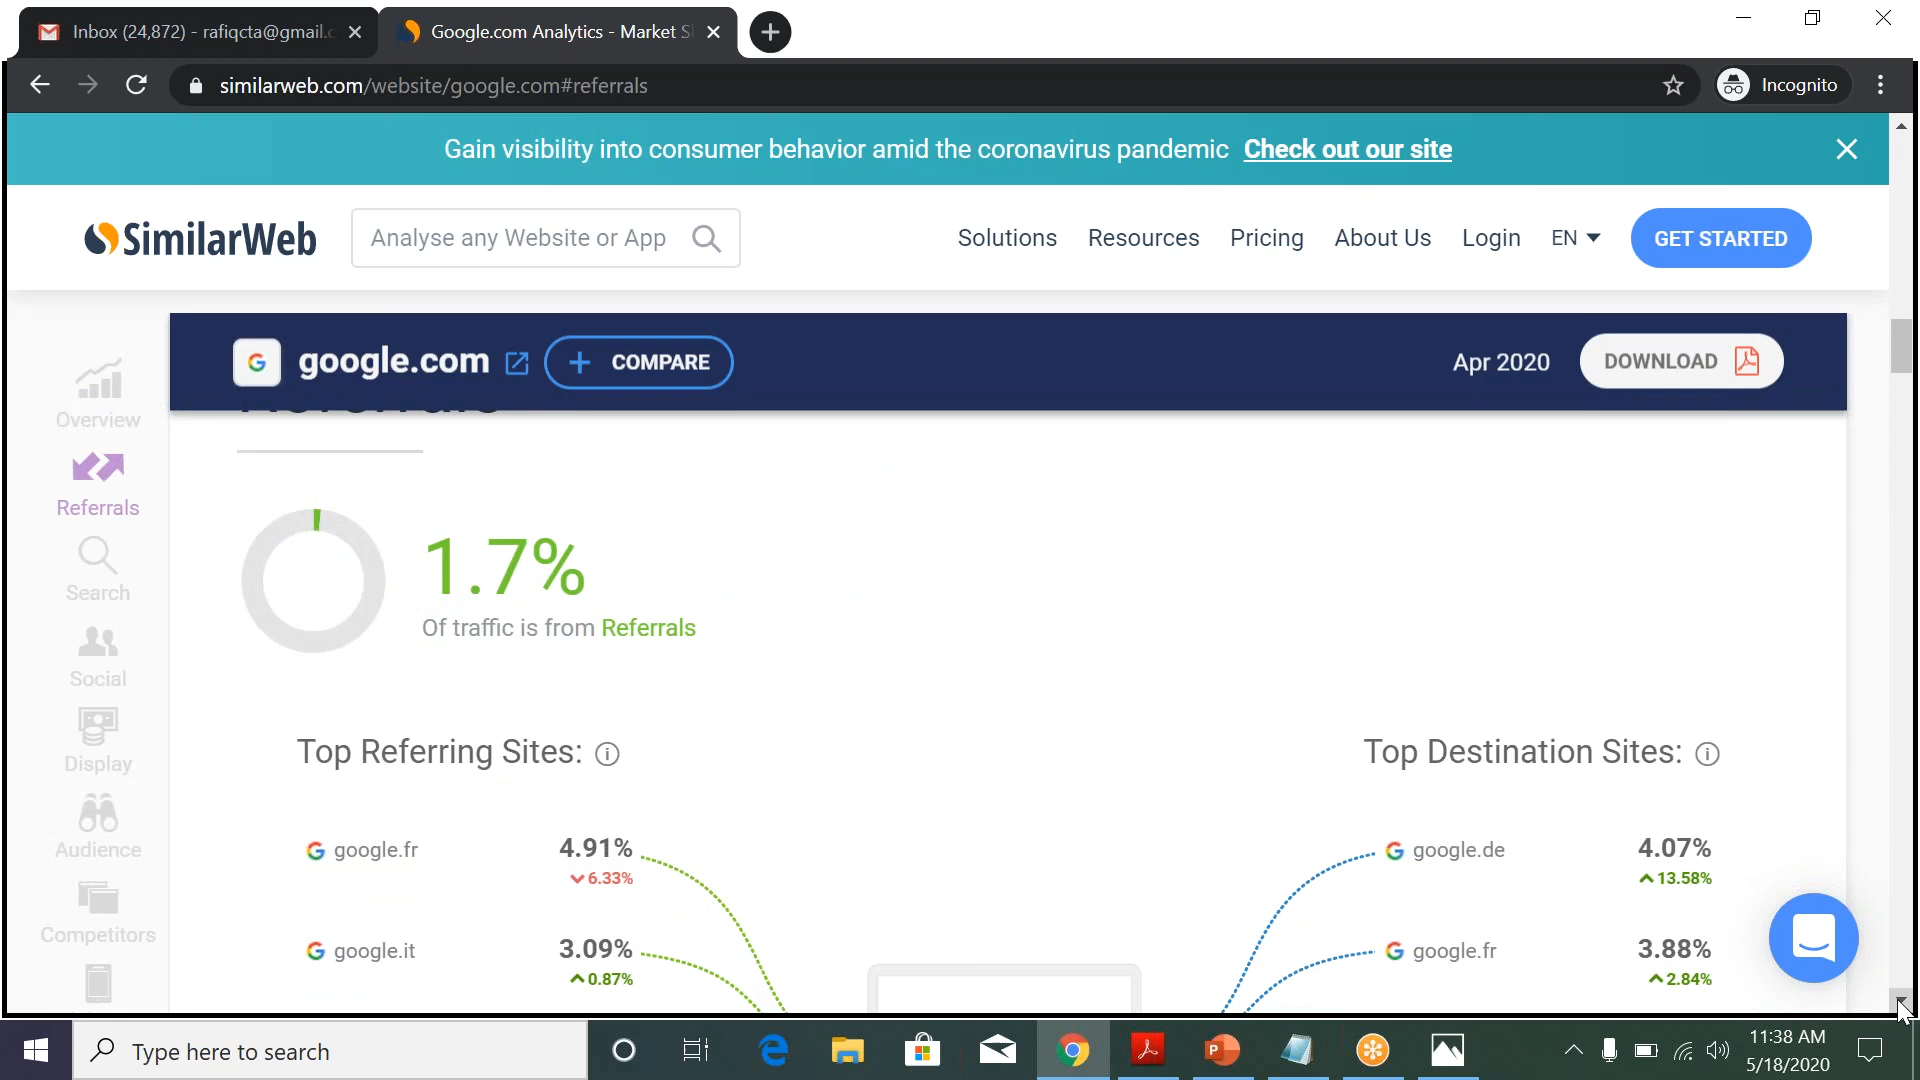 Inbox (24,872) - rafiqcta@gmail.c
Google.com Analytics - Market S
similarweb.com/website/google.com#referrals
Incognito
Gain visibility into consumer behavior amid the coronavirus pandemic Check out our site
SimilarWeb
Analyse any Website or App
Solutions
Resources
Pricing
About Us
Login
EN
GET STARTED
google.com
+ COMPARE
Apr 2020
DOWNLOAD
Overview
Referrals
Search
Social
Display
Audience
Competitors
1.7%
Of traffic is from Referrals
Top Referring Sites:
Top Destination Sites:
google.fr 4.91%
6.33%
google.de 4.07%
13.58%
google.it 3.09%
0.87%
google.fr 3.88%
2.84%
Type here to search
11:38 AM
5/18/2020